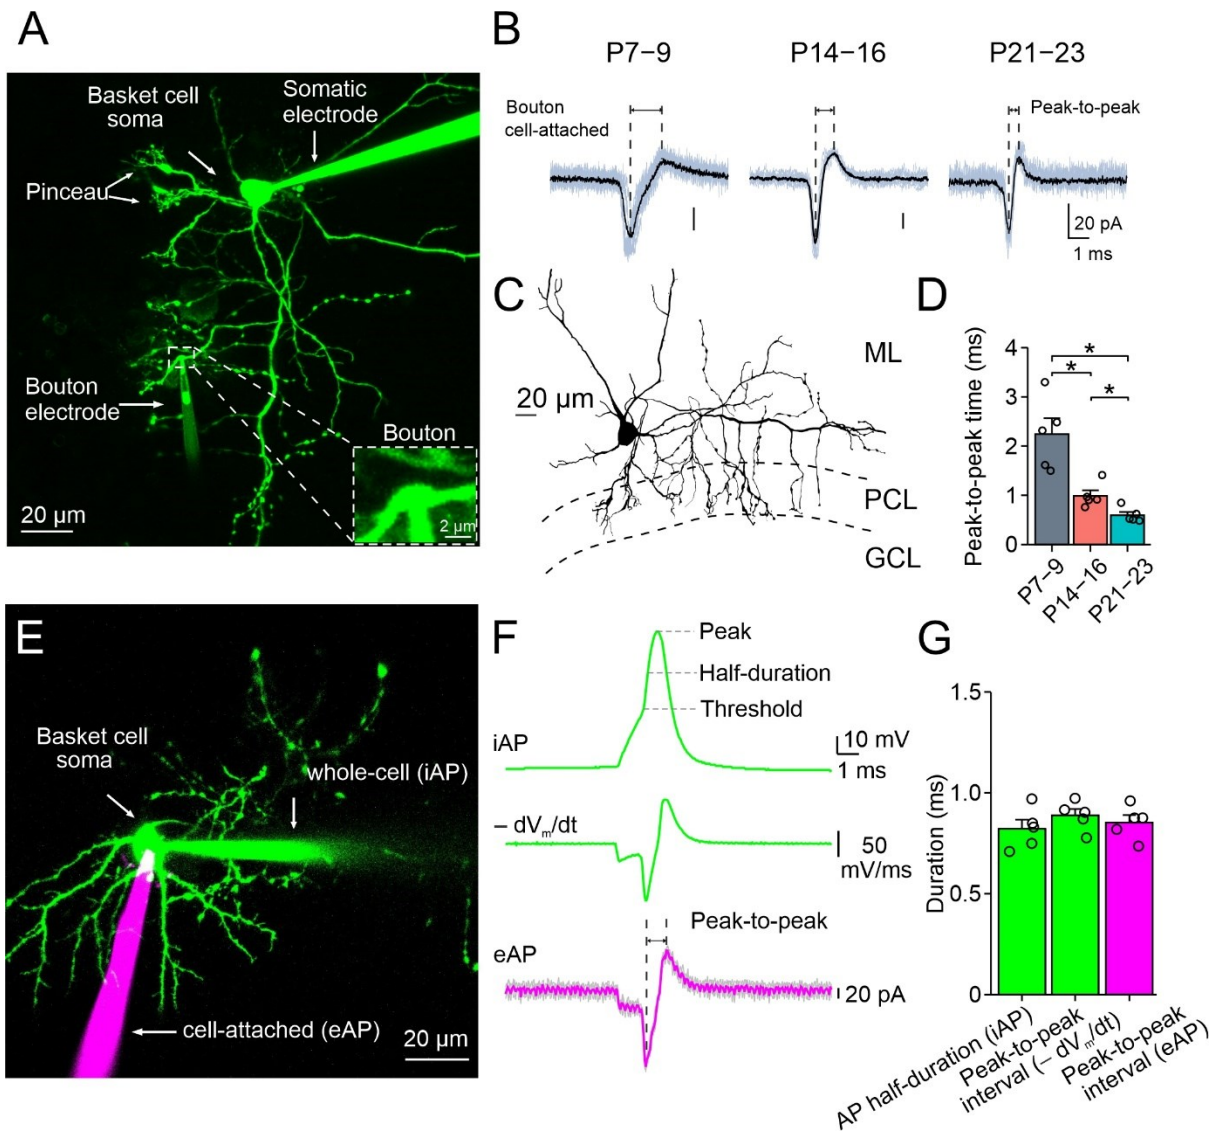 A
Basket cell
soma
Somatic
electrode
Pinceau
Bouton
electrode
Bouton
20 µm
2 µm
B
P7–9
P14–16
P21–23
Bouton
cell-attached
Peak-to-peak
20 pA
1 ms
C
20 µm
ML
PCL
GCL
D
Peak-to-peak time (ms)
4
3
2
1
0
*
*
*
P7–9
P14–16
P21–23
E
Basket cell
soma
whole-cell (iAP)
cell-attached (eAP)
20 µm
F
Peak
Half-duration
Threshold
iAP
10 mV
1 ms
– dVm/dt
50
mV/ms
Peak-to-peak
eAP
20 pA
G
Duration (ms)
1.5
1.0
0.5
0
AP half-duration (iAP)
Peak-to-peak
interval (– dVm/dt)
Peak-to-peak
interval (eAP)